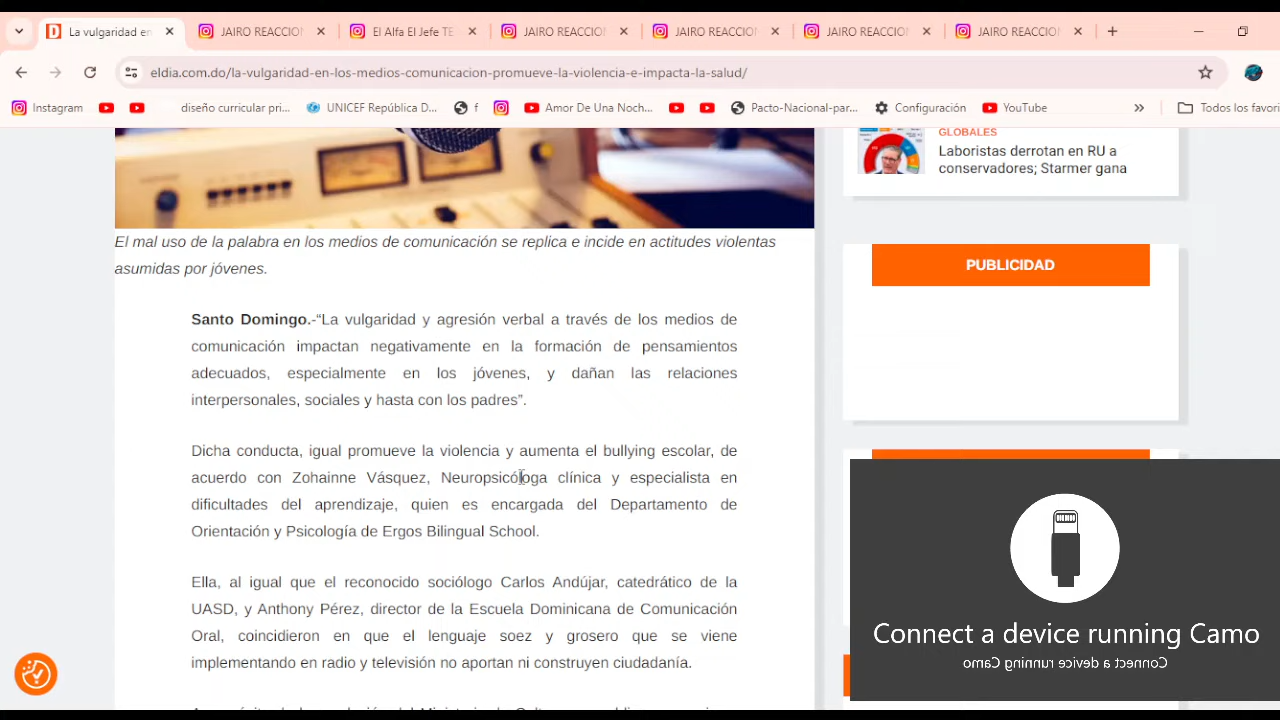 La vulgaridad en
JAIRO REACCION
El Alfa El Jefe TE
JAIRO REACCION
JAIRO REACCION
JAIRO REACCION
JAIRO REACCION
eldia.com.do/la-vulgaridad-en-los-medios-comunicacion-promueve-la-violencia-e-impacta-la-salud/
Instagram
diseño curricular pri...
UNICEF República D...
f
Amor De Una Noch...
Pacto-Nacional-par...
Configuración
YouTube
Todos los favori
GLOBALES
Laboristas derrotan en RU a
conservadores; Starmer gana
El mal uso de la palabra en los medios de comunicación se replica e incide en actitudes violentas
asumidas por jóvenes.
PUBLICIDAD
Santo Domingo.-“La vulgaridad y agresión verbal a través de los medios de
comunicación impactan negativamente en la formación de pensamientos
adecuados, especialmente en los jóvenes, y dañan las relaciones
interpersonales, sociales y hasta con los padres”.
Dicha conducta, igual promueve la violencia y aumenta el bullying escolar, de
acuerdo con Zohainne Vásquez, Neuropsicóloga clínica y especialista en
dificultades del aprendizaje, quien es encargada del Departamento de
Orientación y Psicología de Ergos Bilingual School.
Ella, al igual que el reconocido sociólogo Carlos Andújar, catedrático de la
UASD, y Anthony Pérez, director de la Escuela Dominicana de Comunicación
Oral, coincidieron en que el lenguaje soez y grosero que se viene
implementando en radio y televisión no aportan ni construyen ciudadanía.
Connect a device running Camo
Connect a device running Camo